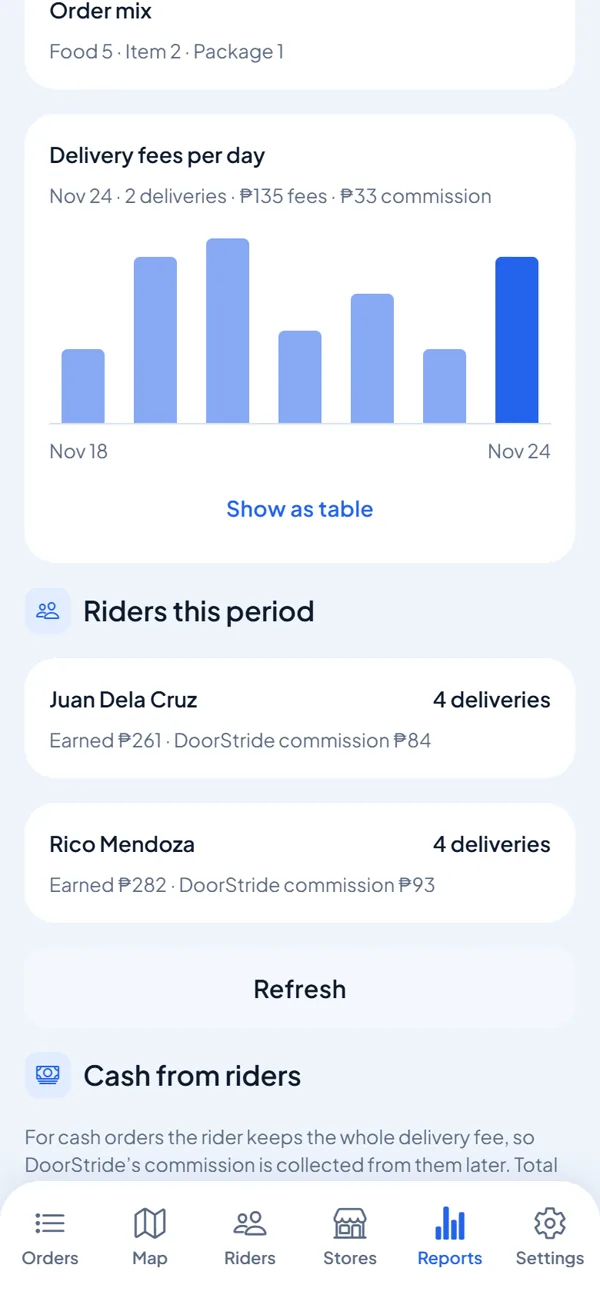 Order mix
Food 5 · Item 2 · Package 1
Delivery fees per day
Nov 24 · 2 deliveries · ₱135 fees · ₱33 commission
Nov 18
Nov 24
Show as table
Riders this period
Juan Dela Cruz
4 deliveries
Earned ₱261 · DoorStride commission ₱84
Rico Mendoza
4 deliveries
Earned ₱282 · DoorStride commission ₱93
Refresh
Cash from riders
For cash orders the rider keeps the whole delivery fee, so
DoorStride’s commission is collected from them later. Total
Orders
Map
Riders
Stores
Reports
Settings